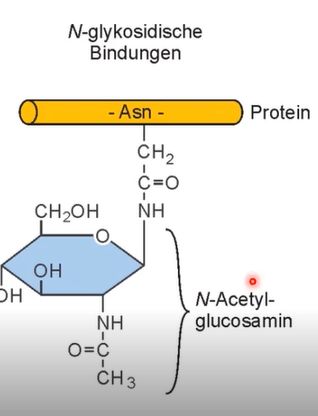 N-glykosidische
Bindungen
- Asn -
Protein
CH2
C=O
CH2OH
NH
O
OH
OH
N-Acetyl-
glucosamin
NH
O=C
CH3